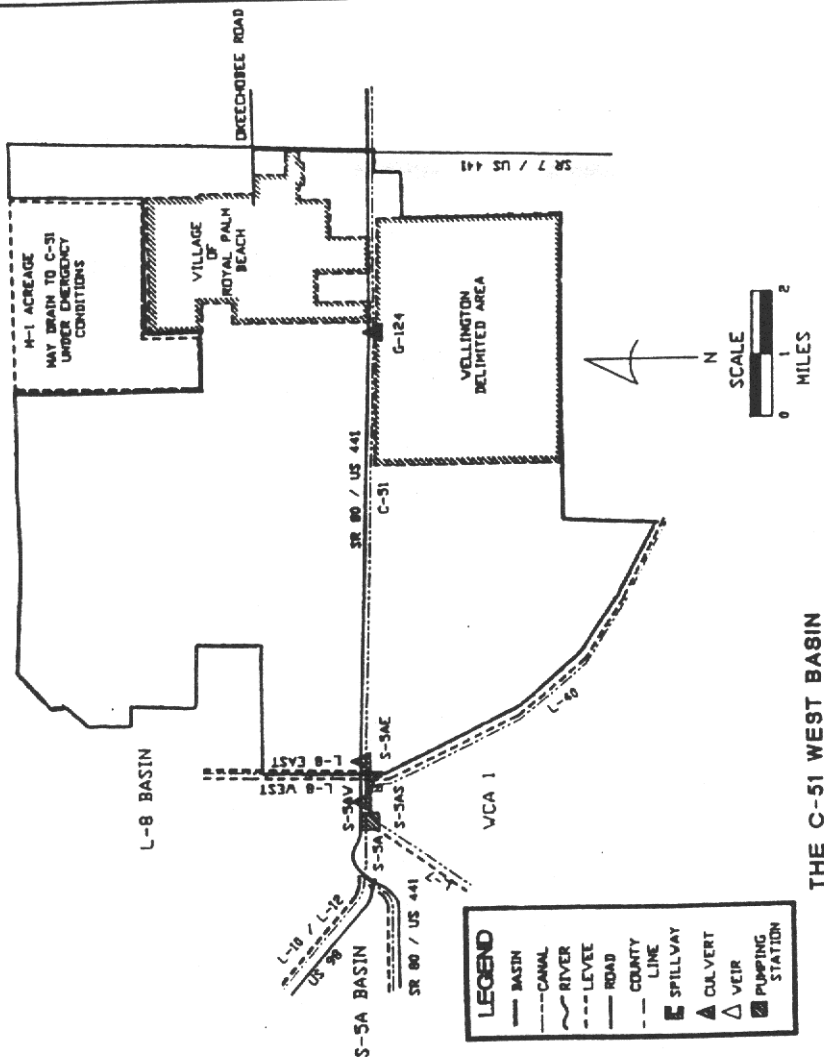 OKEECHOBEE ROAD
M-1 ACREAGE
MAY DRAIN TO C-51
UNDER EMERGENCY
CONDITIONS
VILLAGE
OF
ROYAL PALM
BEACH
SR 7 / US 441
G-124
WELLINGTON
DELIMITED AREA
N
SCALE
0 1 2
MILES
SR 80 / US 441
C-51
L-8 BASIN
L-8 EAST
L-8 WEST
S-5AE
S-5AW
S-5AS
S-5A
L-40
WCA 1
L-7
L-10 / L-12
US 98
SR 80 / US 441
S-5A BASIN
LEGEND
BASIN
CANAL
RIVER
LEVEE
ROAD
COUNTY
LINE
SPILLWAY
CULVERT
WEIR
PUMPING
STATION
THE C-51 WEST BASIN